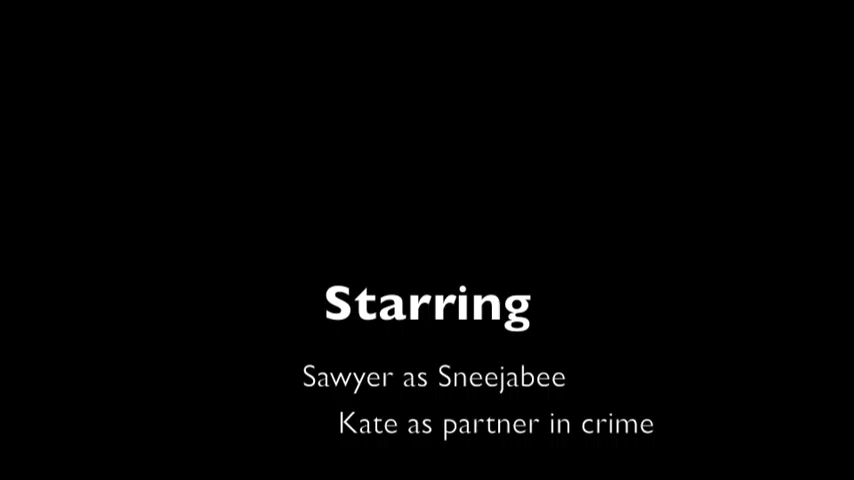 Starring
Sawyer as Sneejabee
Kate as partner in crime